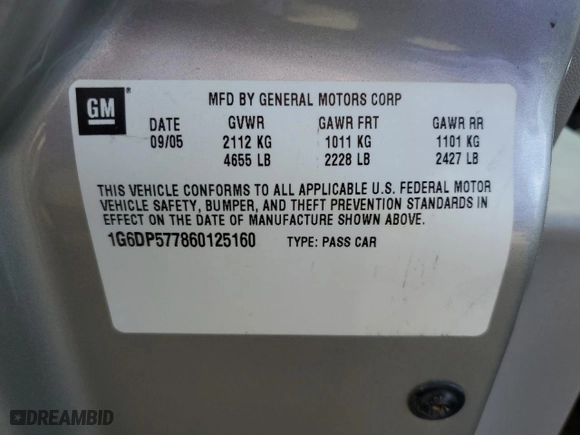 GM ®
MFD BY GENERAL MOTORS CORP
DATE GVWR GAWR FRT GAWR RR
09/05 2112 KG 1011 KG 1101 KG
4655 LB 2228 LB 2427 LB
THIS VEHICLE CONFORMS TO ALL APPLICABLE U.S. FEDERAL MOTOR
VEHICLE SAFETY, BUMPER, AND THEFT PREVENTION STANDARDS IN
EFFECT ON THE DATE OF MANUFACTURE SHOWN ABOVE.
1G6DP577860125160 TYPE: PASS CAR
DREAMBID